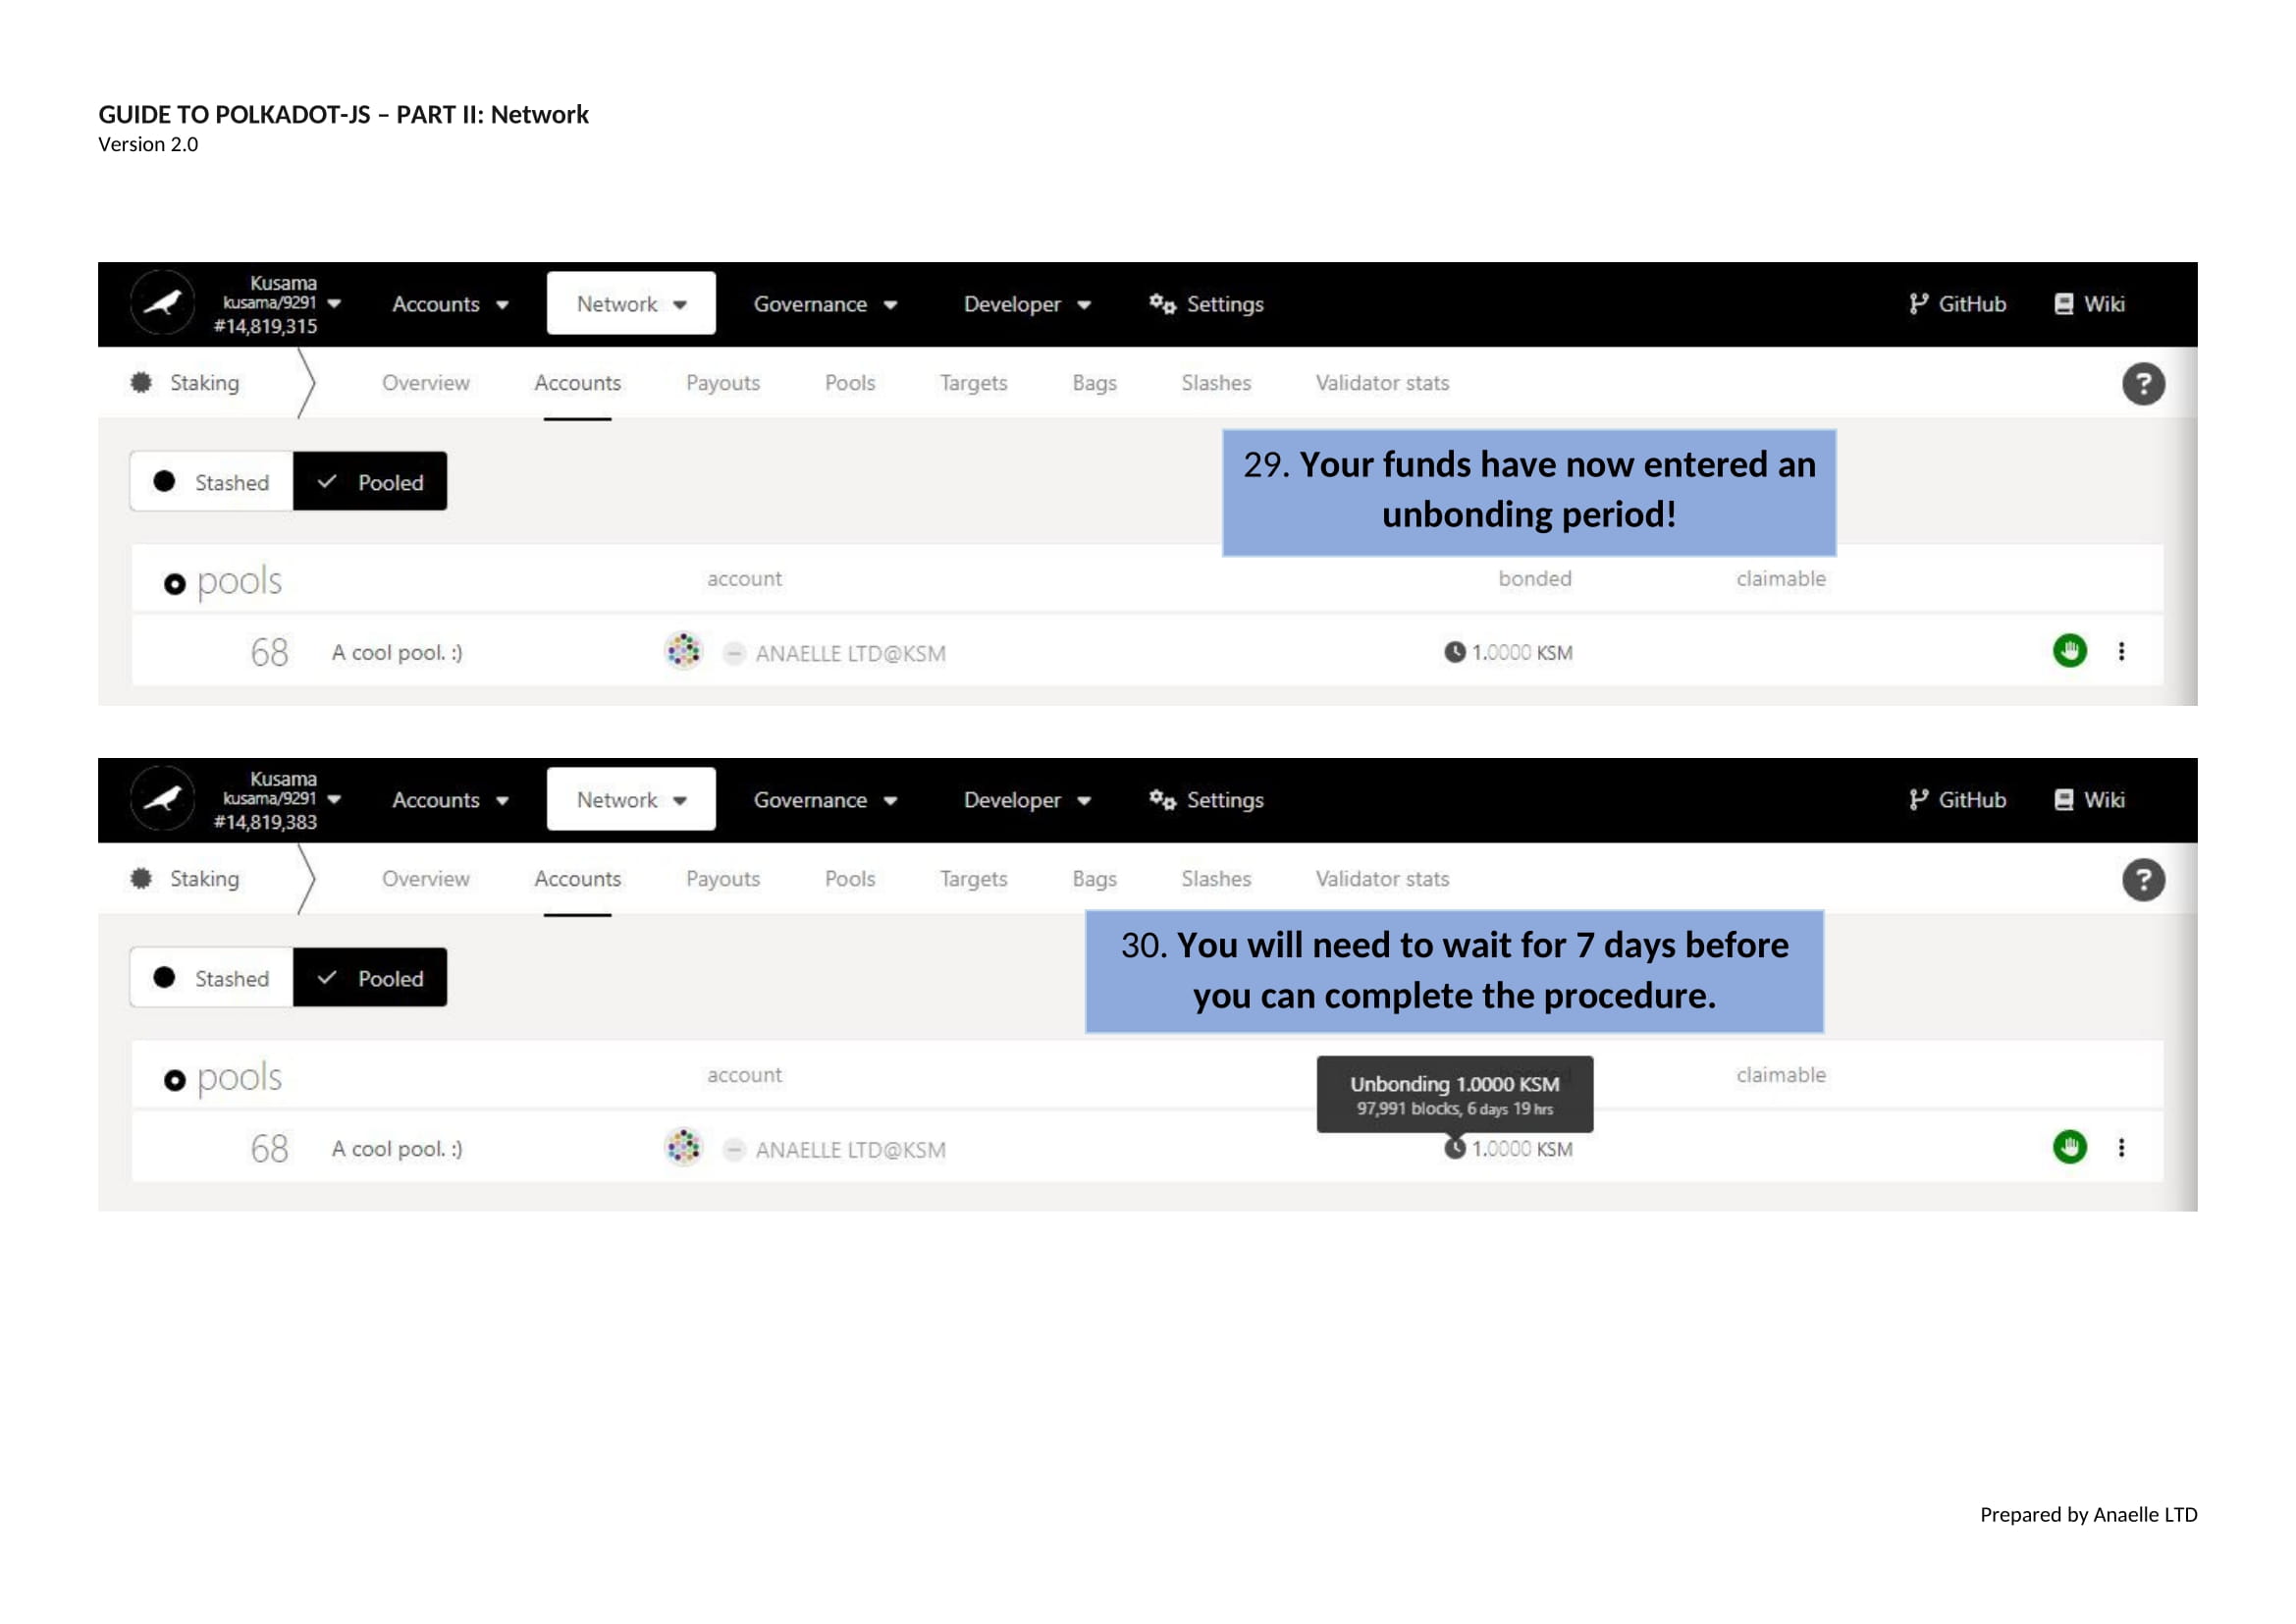 GUIDE TO POLKADOT-JS – PART II: Network
Version 2.0
Kusama
kusama/9291
#14,819,315
Accounts
Network
Governance
Developer
Settings
GitHub
Wiki
Staking
Overview
Accounts
Payouts
Pools
Targets
Bags
Slashes
Validator stats
?
Stashed
Pooled
29. Your funds have now entered an
unbonding period!
pools
account
bonded
claimable
68
A cool pool. :)
ANAELLE LTD@KSM
1.0000 KSM
Kusama
kusama/9291
#14,819,383
Accounts
Network
Governance
Developer
Settings
GitHub
Wiki
Staking
Overview
Accounts
Payouts
Pools
Targets
Bags
Slashes
Validator stats
?
Stashed
Pooled
30. You will need to wait for 7 days before
you can complete the procedure.
pools
account
Unbonding 1.0000 KSM
97,991 blocks, 6 days 19 hrs
claimable
68
A cool pool. :)
ANAELLE LTD@KSM
1.0000 KSM
Prepared by Anaelle LTD